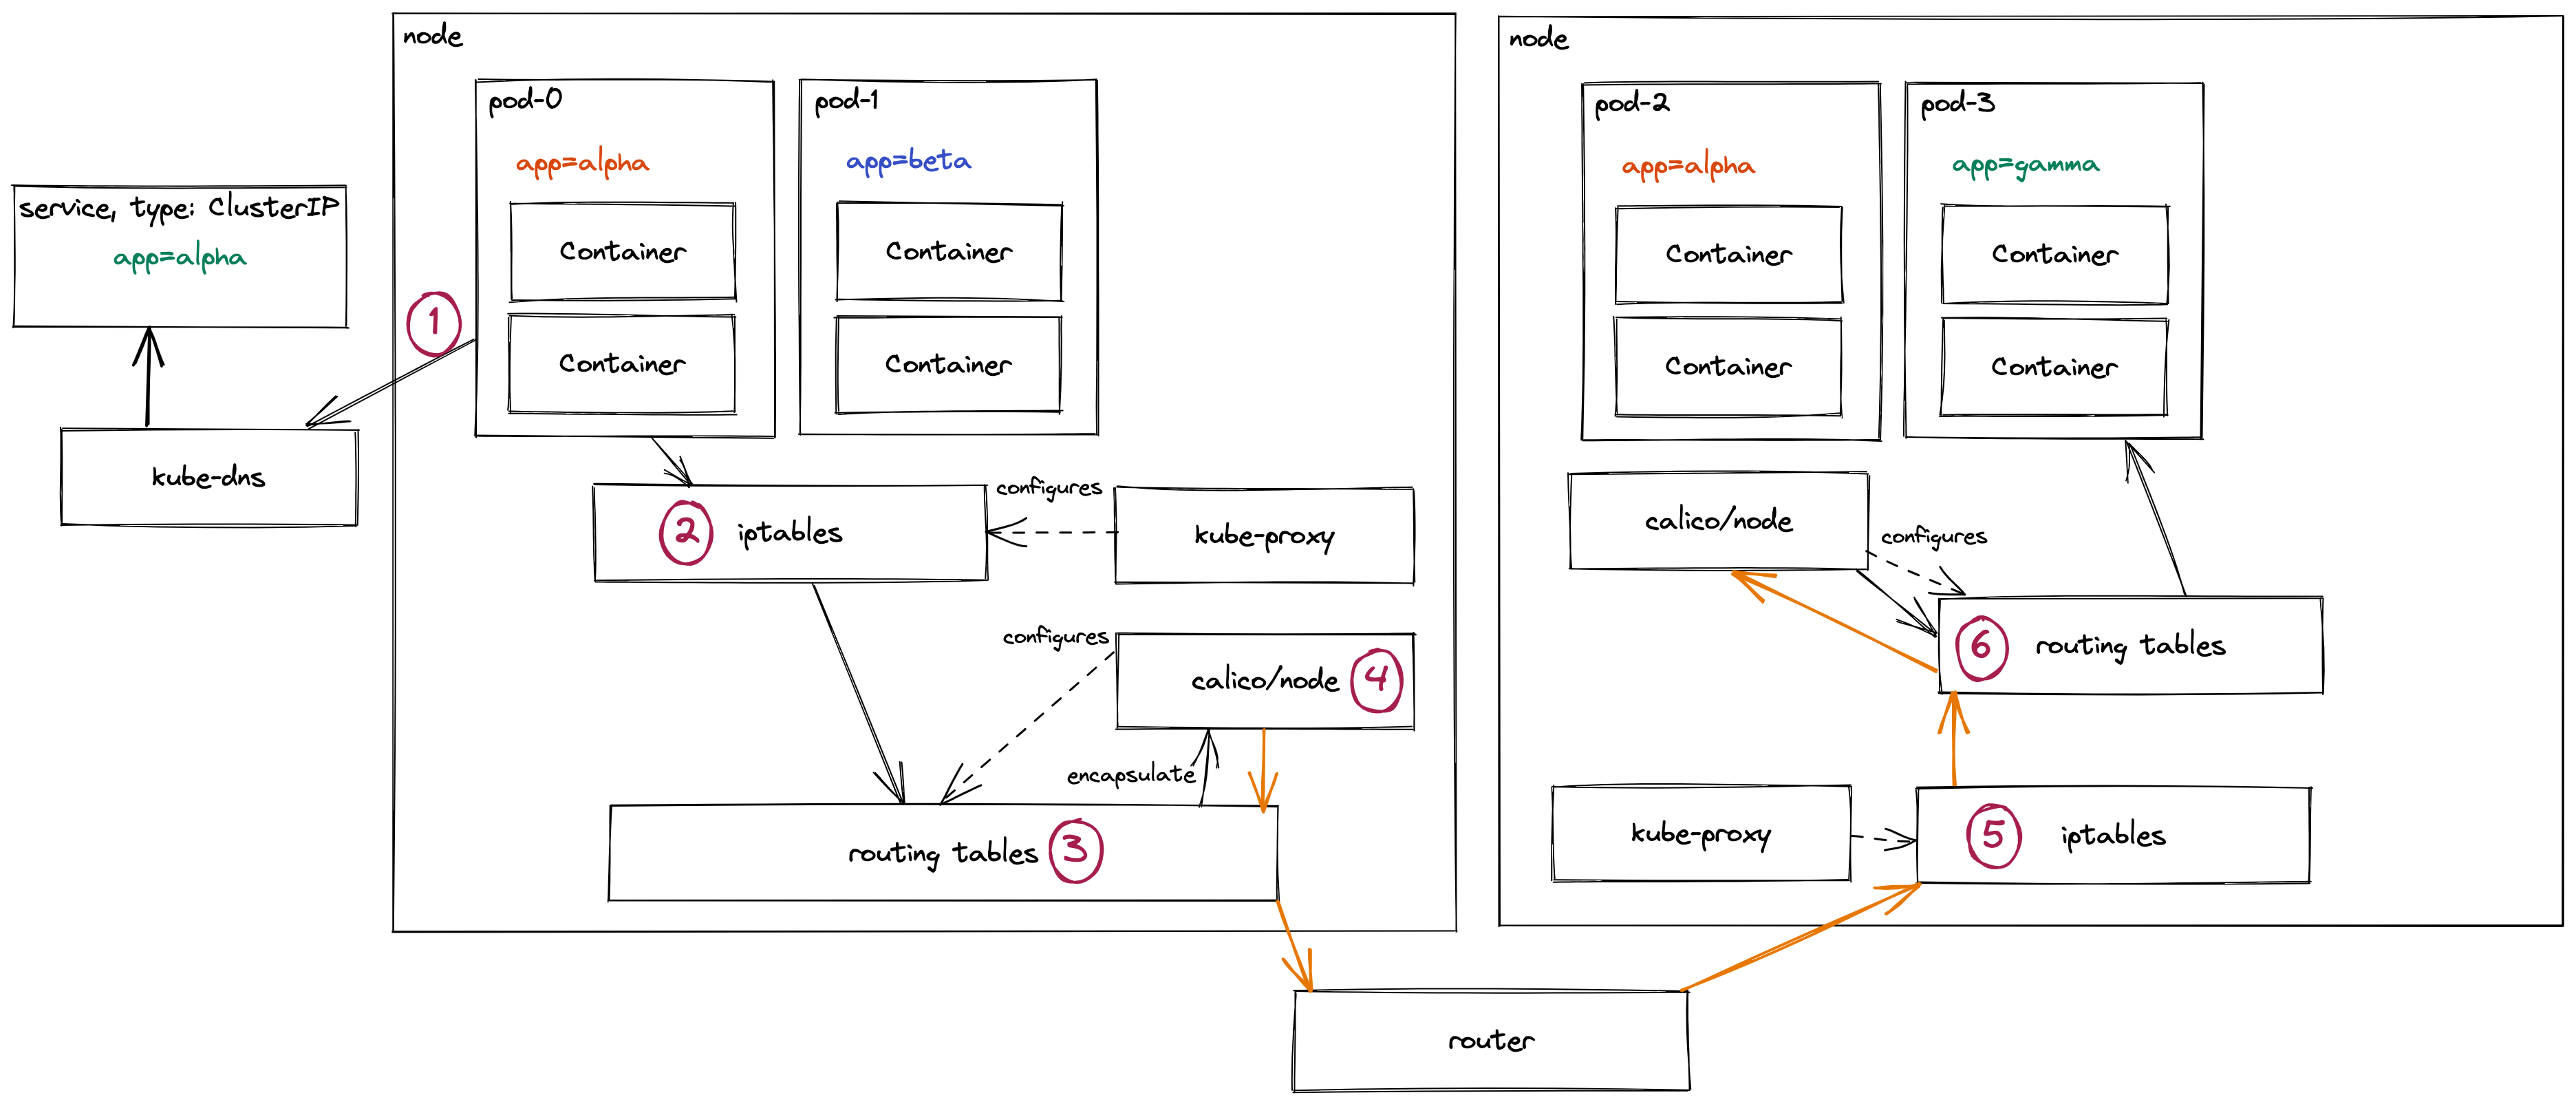 service, type: ClusterIP
app=alpha
kube-dns
1
node
pod-0
app=alpha
Container
Container
pod-1
app=beta
Container
Container
2 iptables
configures
kube-proxy
configures
calico/node 4
encapsulate
routing tables 3
router
node
pod-2
app=alpha
Container
Container
pod-3
app=gamma
Container
Container
calico/node
configures
6 routing tables
kube-proxy
5 iptables